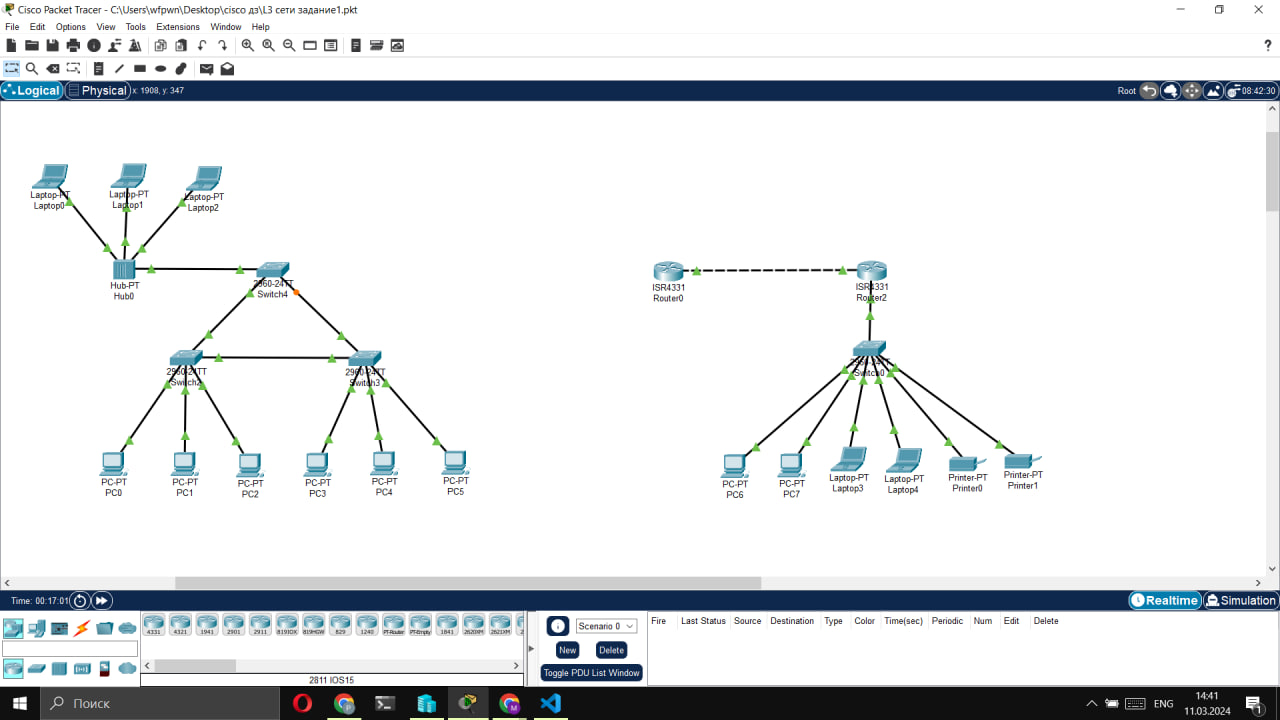 Cisco Packet Tracer - C:\Users\wfpwn\Desktop\cisco дз\L3 сети задание1.pkt
File Edit Options View Tools Extensions Window Help
?
Logical Physical x: 1908, y: 347 Root 08:42:30
Laptop-PT
Laptop0
Laptop-PT
Laptop1
Laptop-PT
Laptop2
Hub-PT
Hub0
2960-24TT
Switch4
2960-24TT
Switch2
2960-24TT
Switch3
PC-PT
PC0
PC-PT
PC1
PC-PT
PC2
PC-PT
PC3
PC-PT
PC4
PC-PT
PC5
ISR4331
Router0
ISR4331
Router2
2960-24TT
Switch0
PC-PT
PC6
PC-PT
PC7
Laptop-PT
Laptop3
Laptop-PT
Laptop4
Printer-PT
Printer0
Printer-PT
Printer1
Time: 00:17:01 Realtime Simulation
4331 4321 1941 2901 2911 819IOX 819HGW 829 1240 PT-Router PT-Empty 1841 2620XM 2621XM 2
2811 IOS15
Scenario 0
New Delete
Toggle PDU List Window
Fire Last Status Source Destination Type Color Time(sec) Periodic Num Edit Delete
Поиск
ENG
14:41
11.03.2024
1